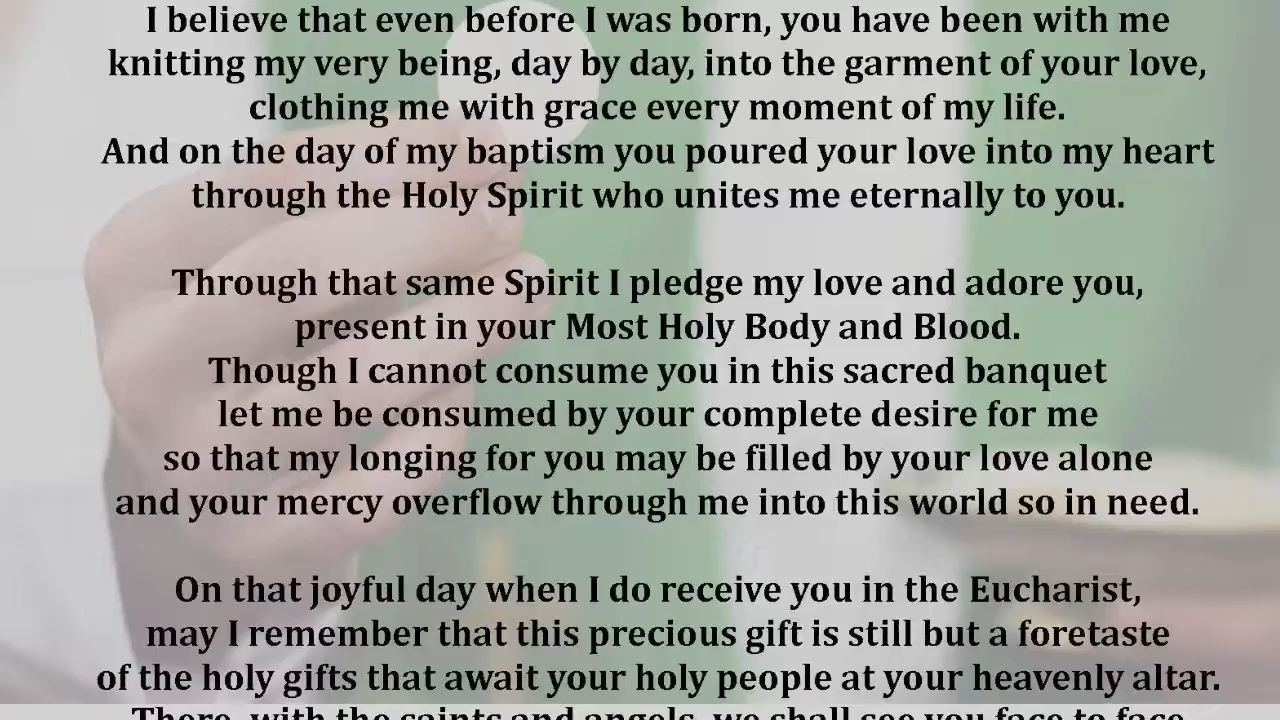 I believe that even before I was born, you have been with me
knitting my very being, day by day, into the garment of your love,
clothing me with grace every moment of my life.
And on the day of my baptism you poured your love into my heart
through the Holy Spirit who unites me eternally to you.
Through that same Spirit I pledge my love and adore you,
present in your Most Holy Body and Blood.
Though I cannot consume you in this sacred banquet
let me be consumed by your complete desire for me
so that my longing for you may be filled by your love alone
and your mercy overflow through me into this world so in need.
On that joyful day when I do receive you in the Eucharist,
may I remember that this precious gift is still but a foretaste
of the holy gifts that await your holy people at your heavenly altar.
There, with the saints and angels, we shall see you face to face